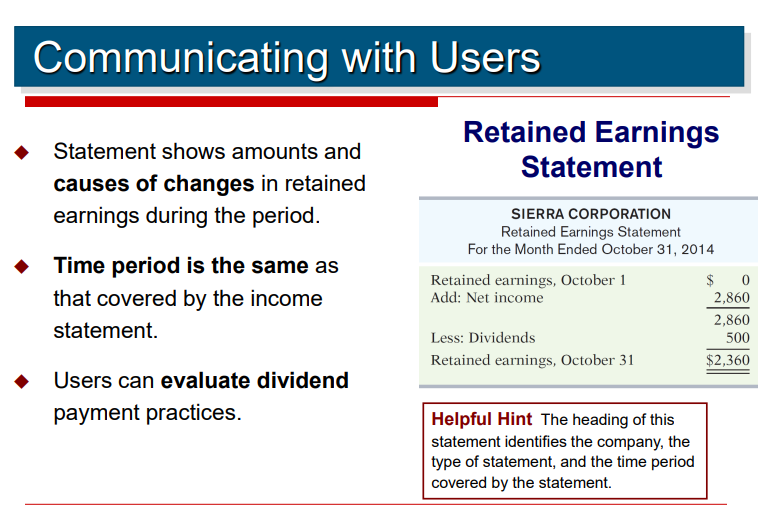 Communicating with Users
Statement shows amounts and
causes of changes in retained
earnings during the period.
Time period is the same as
that covered by the income
statement.
Users can evaluate dividend
payment practices.
Retained Earnings
Statement
SIERRA CORPORATION
Retained Earnings Statement
For the Month Ended October 31, 2014
Retained earnings, October 1 $ 0
Add: Net income 2,860
2,860
Less: Dividends 500
Retained earnings, October 31 $2,360
Helpful Hint The heading of this
statement identifies the company, the
type of statement, and the time period
covered by the statement.